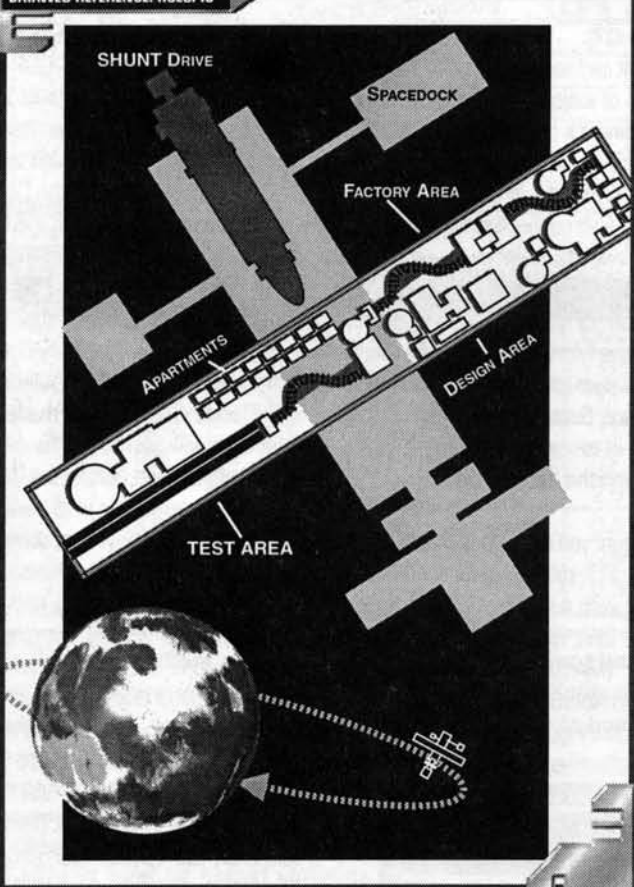 SHUNT DRIVE
SPACEDOCK
FACTORY AREA
APARTMENTS
DESIGN AREA
TEST AREA